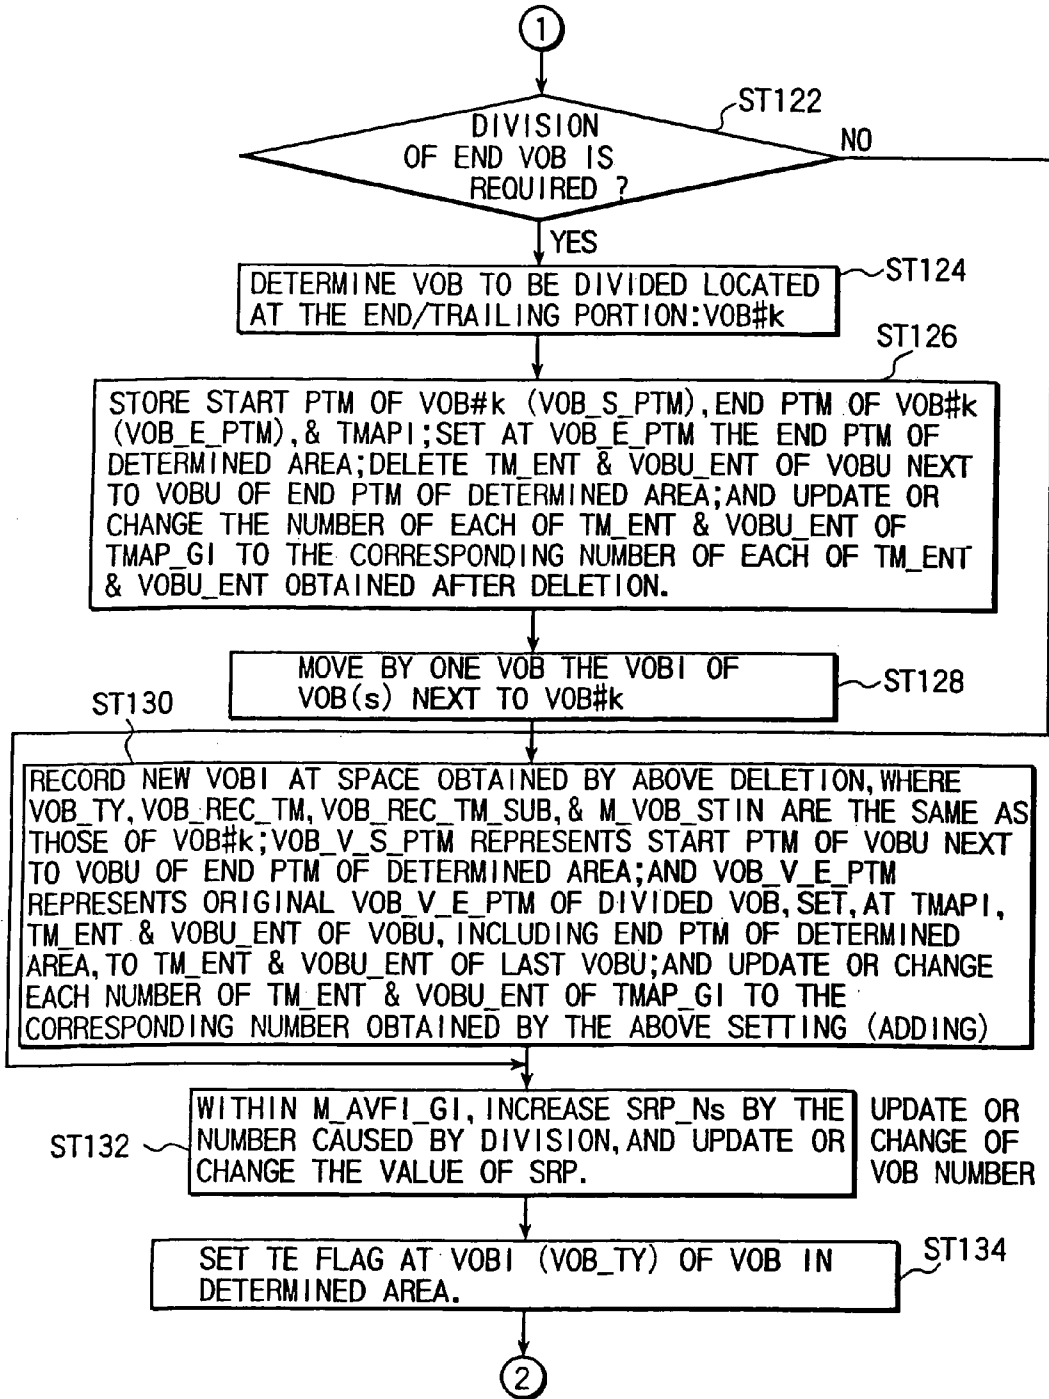 1
ST122
DIVISION
OF END VOB IS
REQUIRED ?
NO
YES
ST124
DETERMINE VOB TO BE DIVIDED LOCATED
AT THE END/TRAILING PORTION:VOB#k
ST126
STORE START PTM OF VOB#k (VOB_S_PTM),END PTM OF VOB#k
(VOB_E_PTM),& TMAPI;SET AT VOB_E_PTM THE END PTM OF
DETERMINED AREA;DELETE TM_ENT & VOBU_ENT OF VOBU NEXT
TO VOBU OF END PTM OF DETERMINED AREA;AND UPDATE OR
CHANGE THE NUMBER OF EACH OF TM_ENT & VOBU_ENT OF
TMAP_GI TO THE CORRESPONDING NUMBER OF EACH OF TM_ENT
& VOBU_ENT OBTAINED AFTER DELETION.
MOVE BY ONE VOB THE VOBI OF
VOB(s) NEXT TO VOB#k
ST128
ST130
RECORD NEW VOBI AT SPACE OBTAINED BY ABOVE DELETION,WHERE
VOB_TY,VOB_REC_TM,VOB_REC_TM_SUB,& M_VOB_STIN ARE THE SAME AS
THOSE OF VOB#k;VOB_V_S_PTM REPRESENTS START PTM OF VOBU NEXT
TO VOBU OF END PTM OF DETERMINED AREA;AND VOB_V_E_PTM
REPRESENTS ORIGINAL VOB_V_E_PTM OF DIVIDED VOB,SET,AT TMAPI,
TM_ENT & VOBU_ENT OF VOBU,INCLUDING END PTM OF DETERMINED
AREA,TO TM_ENT & VOBU_ENT OF LAST VOBU;AND UPDATE OR CHANGE
EACH NUMBER OF TM_ENT & VOBU_ENT OF TMAP_GI TO THE
CORRESPONDING NUMBER OBTAINED BY THE ABOVE SETTING (ADDING)
WITHIN M_AVFI_GI,INCREASE SRP_Ns BY THE
NUMBER CAUSED BY DIVISION,AND UPDATE OR
CHANGE THE VALUE OF SRP.
ST132
UPDATE OR
CHANGE OF
VOB NUMBER
SET TE FLAG AT VOBI (VOB_TY) OF VOB IN
DETERMINED AREA.
ST134
2